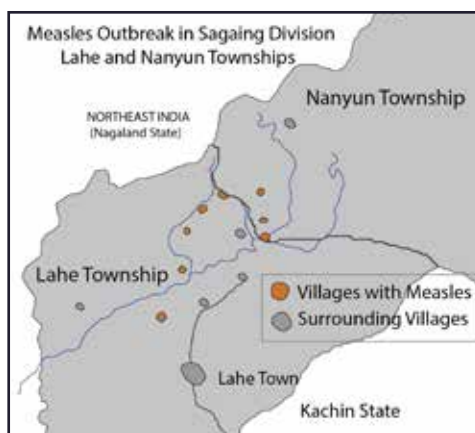 Measles Outbreak in Sagaing Division
Lahe and Nanyun Townships
NORTHEAST INDIA
(Nagaland State)
Nanyun Township
Lahe Township
Villages with Measles
Surrounding Villages
Lahe Town
Kachin State